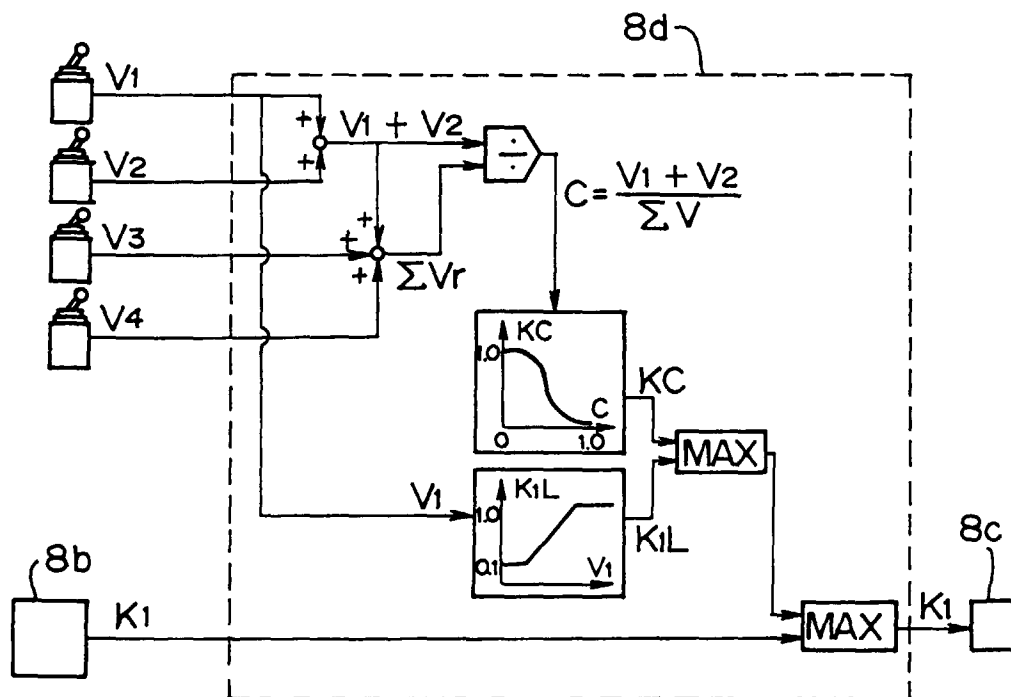 8d
V1
+
V1 + V2
÷
+
V2
C = V1 + V2 / ΣV
+
V3
+
+
ΣVr
V4
KC
1.0
C
0
1.0
KC
MAX
V1
K1L
1.0
0.1
V1
K1L
8b
K1
MAX
K1
8c